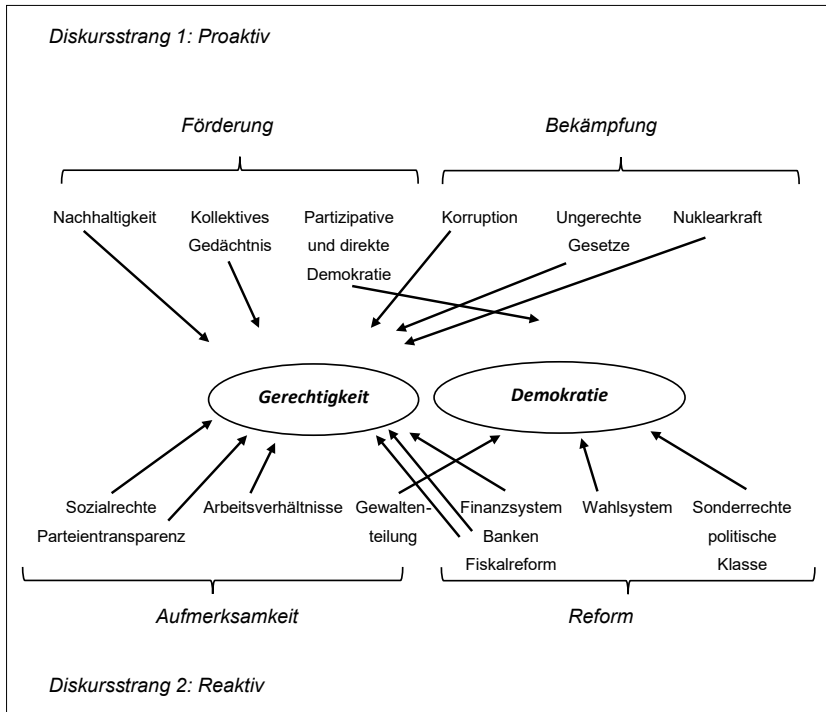 Diskursstrang 1: Proaktiv
Förderung
Bekämpfung
Nachhaltigkeit
Kollektives
Gedächtnis
Partizipative
und direkte
Demokratie
Korruption
Ungerechte
Gesetze
Nuklearkraft
Gerechtigkeit
Demokratie
Sozialrechte
Parteientransparenz
Arbeitsverhältnisse
Gewalten-
teilung
Finanzsystem
Banken
Fiskalreform
Wahlsystem
Sonderrechte
politische
Klasse
Aufmerksamkeit
Reform
Diskursstrang 2: Reaktiv